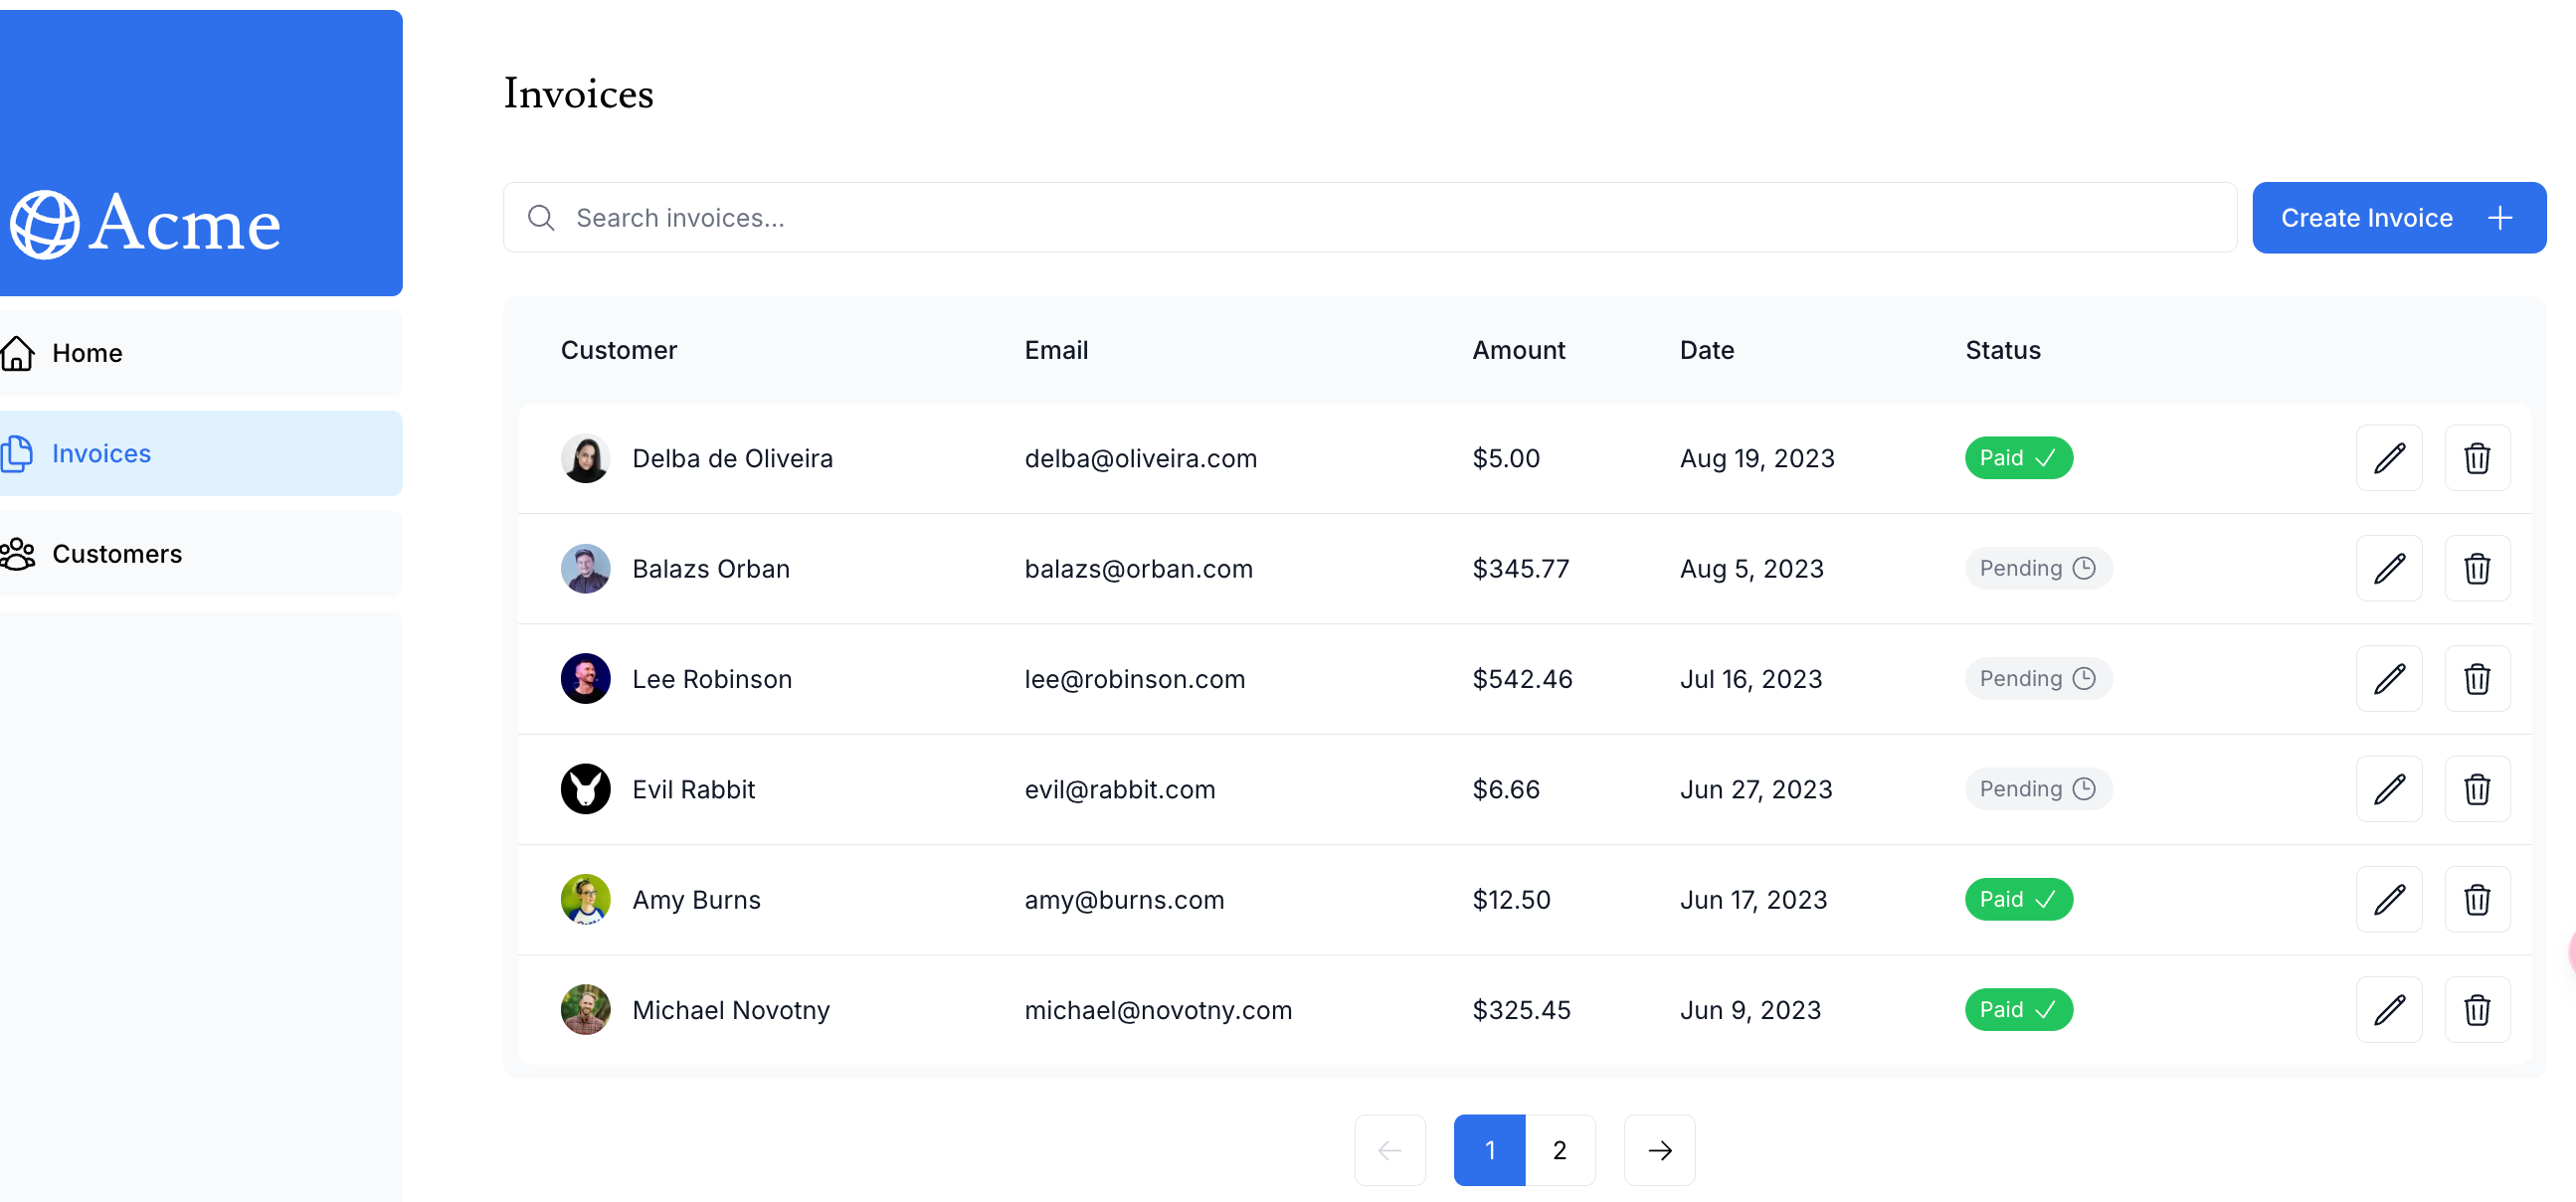 Acme
Home
Invoices
Customers
Invoices
Search invoices...
Create Invoice
Customer Email Amount Date Status
Delba de Oliveira delba@oliveira.com $5.00 Aug 19, 2023 Paid
Balazs Orban balazs@orban.com $345.77 Aug 5, 2023 Pending
Lee Robinson lee@robinson.com $542.46 Jul 16, 2023 Pending
Evil Rabbit evil@rabbit.com $6.66 Jun 27, 2023 Pending
Amy Burns amy@burns.com $12.50 Jun 17, 2023 Paid
Michael Novotny michael@novotny.com $325.45 Jun 9, 2023 Paid
1 2